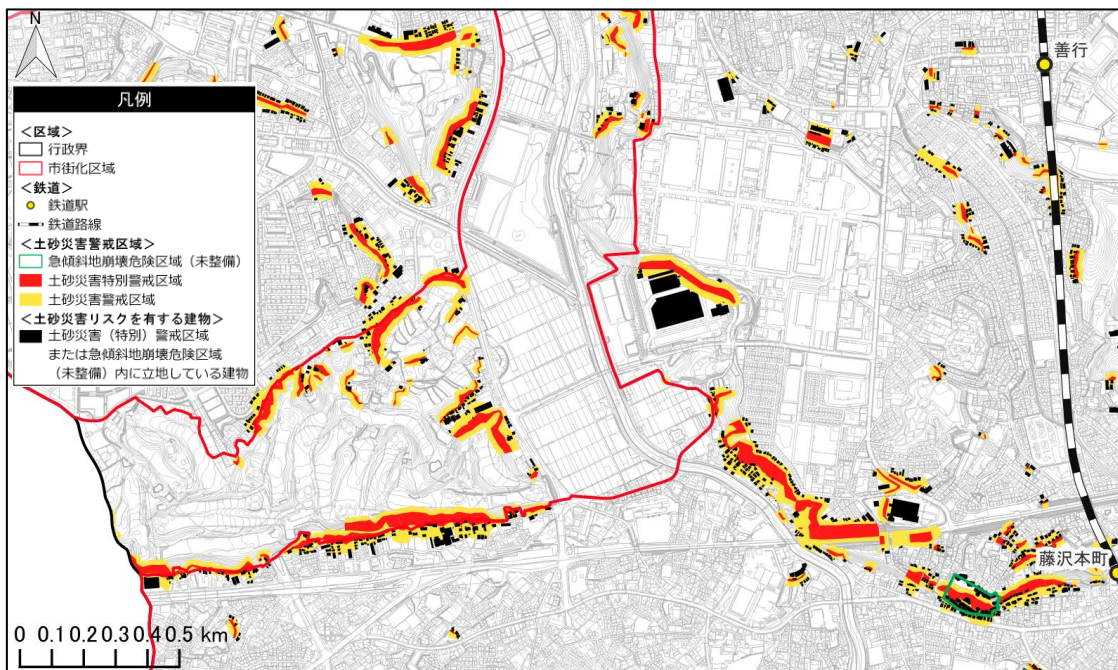 N
善行
凡例
＜区域＞
行政界
市街化区域
＜鉄道＞
鉄道駅
鉄道路線
＜土砂災害警戒区域＞
急傾斜地崩壊危険区域（未整備）
土砂災害特別警戒区域
土砂災害警戒区域
＜土砂災害リスクを有する建物＞
土砂災害（特別）警戒区域
または急傾斜地崩壊危険区域
（未整備）内に立地している建物
藤沢本町
0 0.1 0.2 0.3 0.4 0.5 km